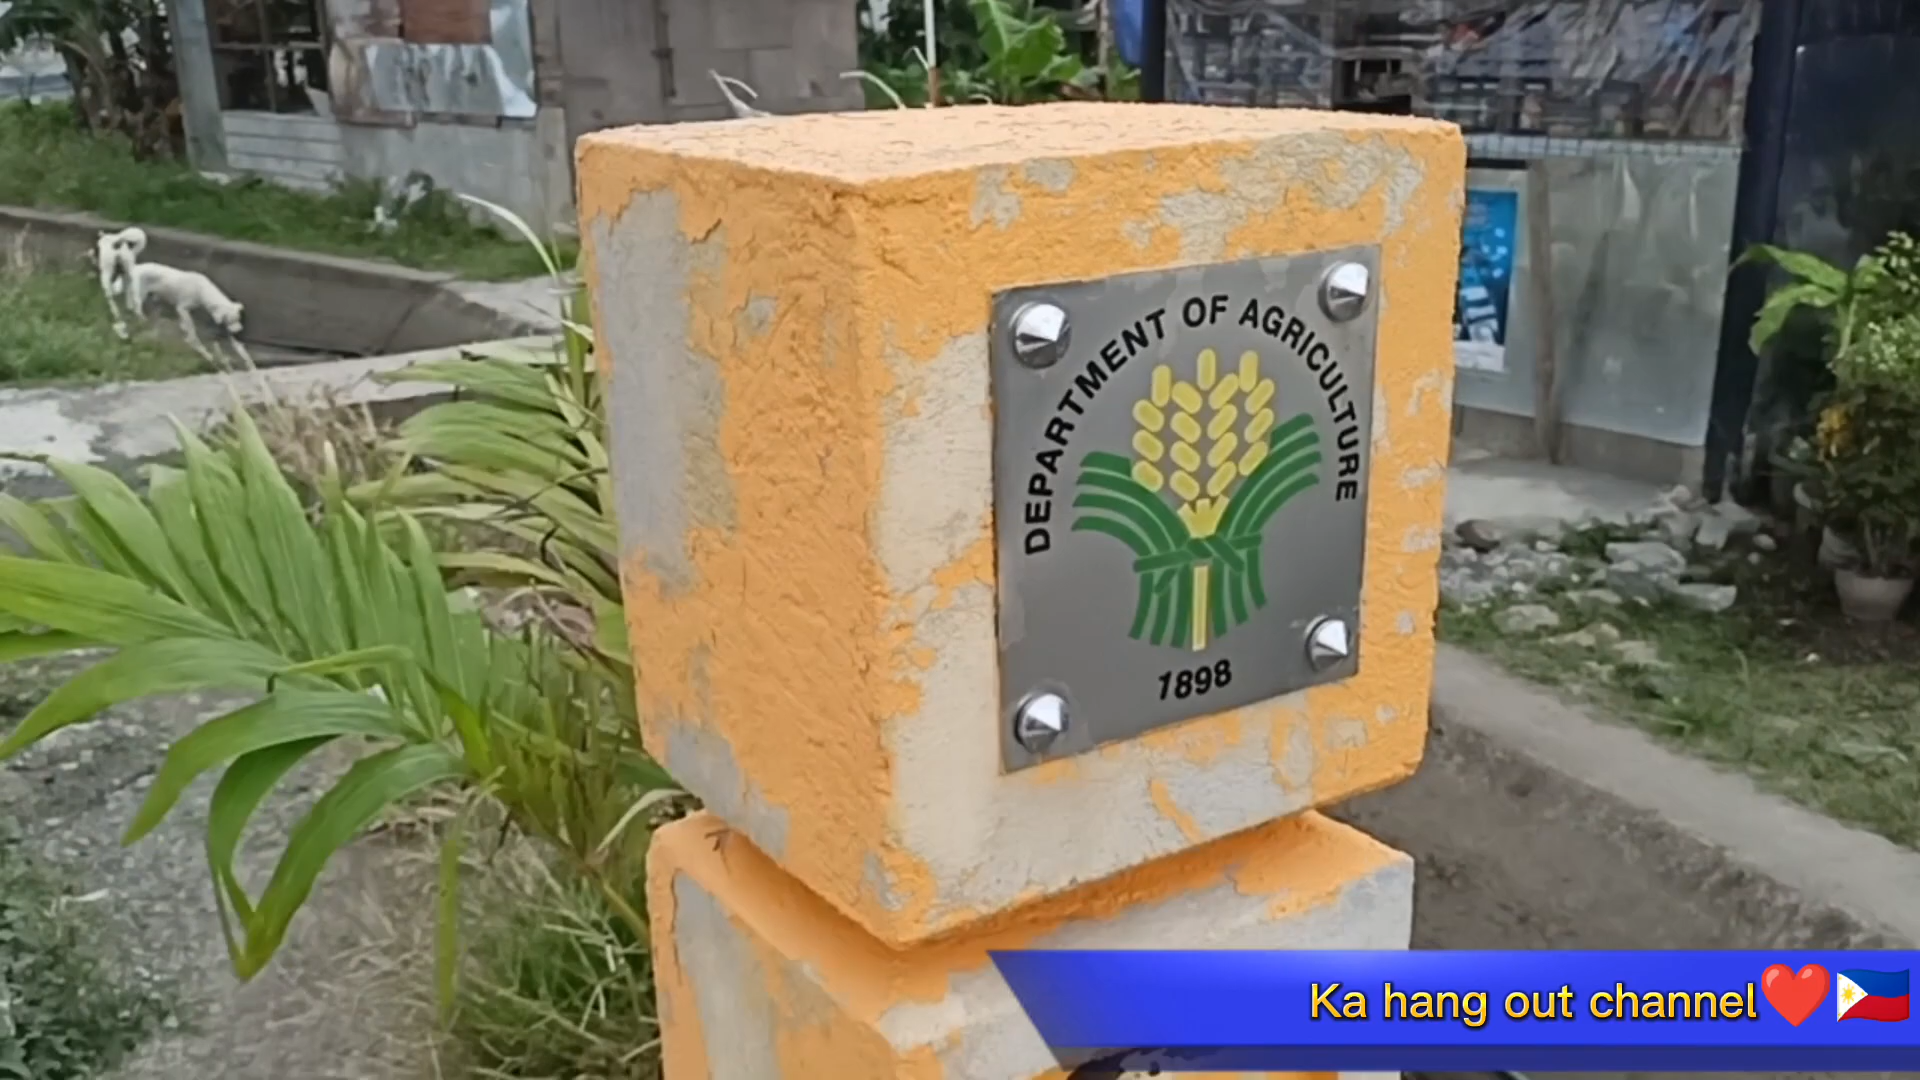 DEPARTMENT OF AGRICULTURE
1898
Ka hang out channel❤️🇵🇭